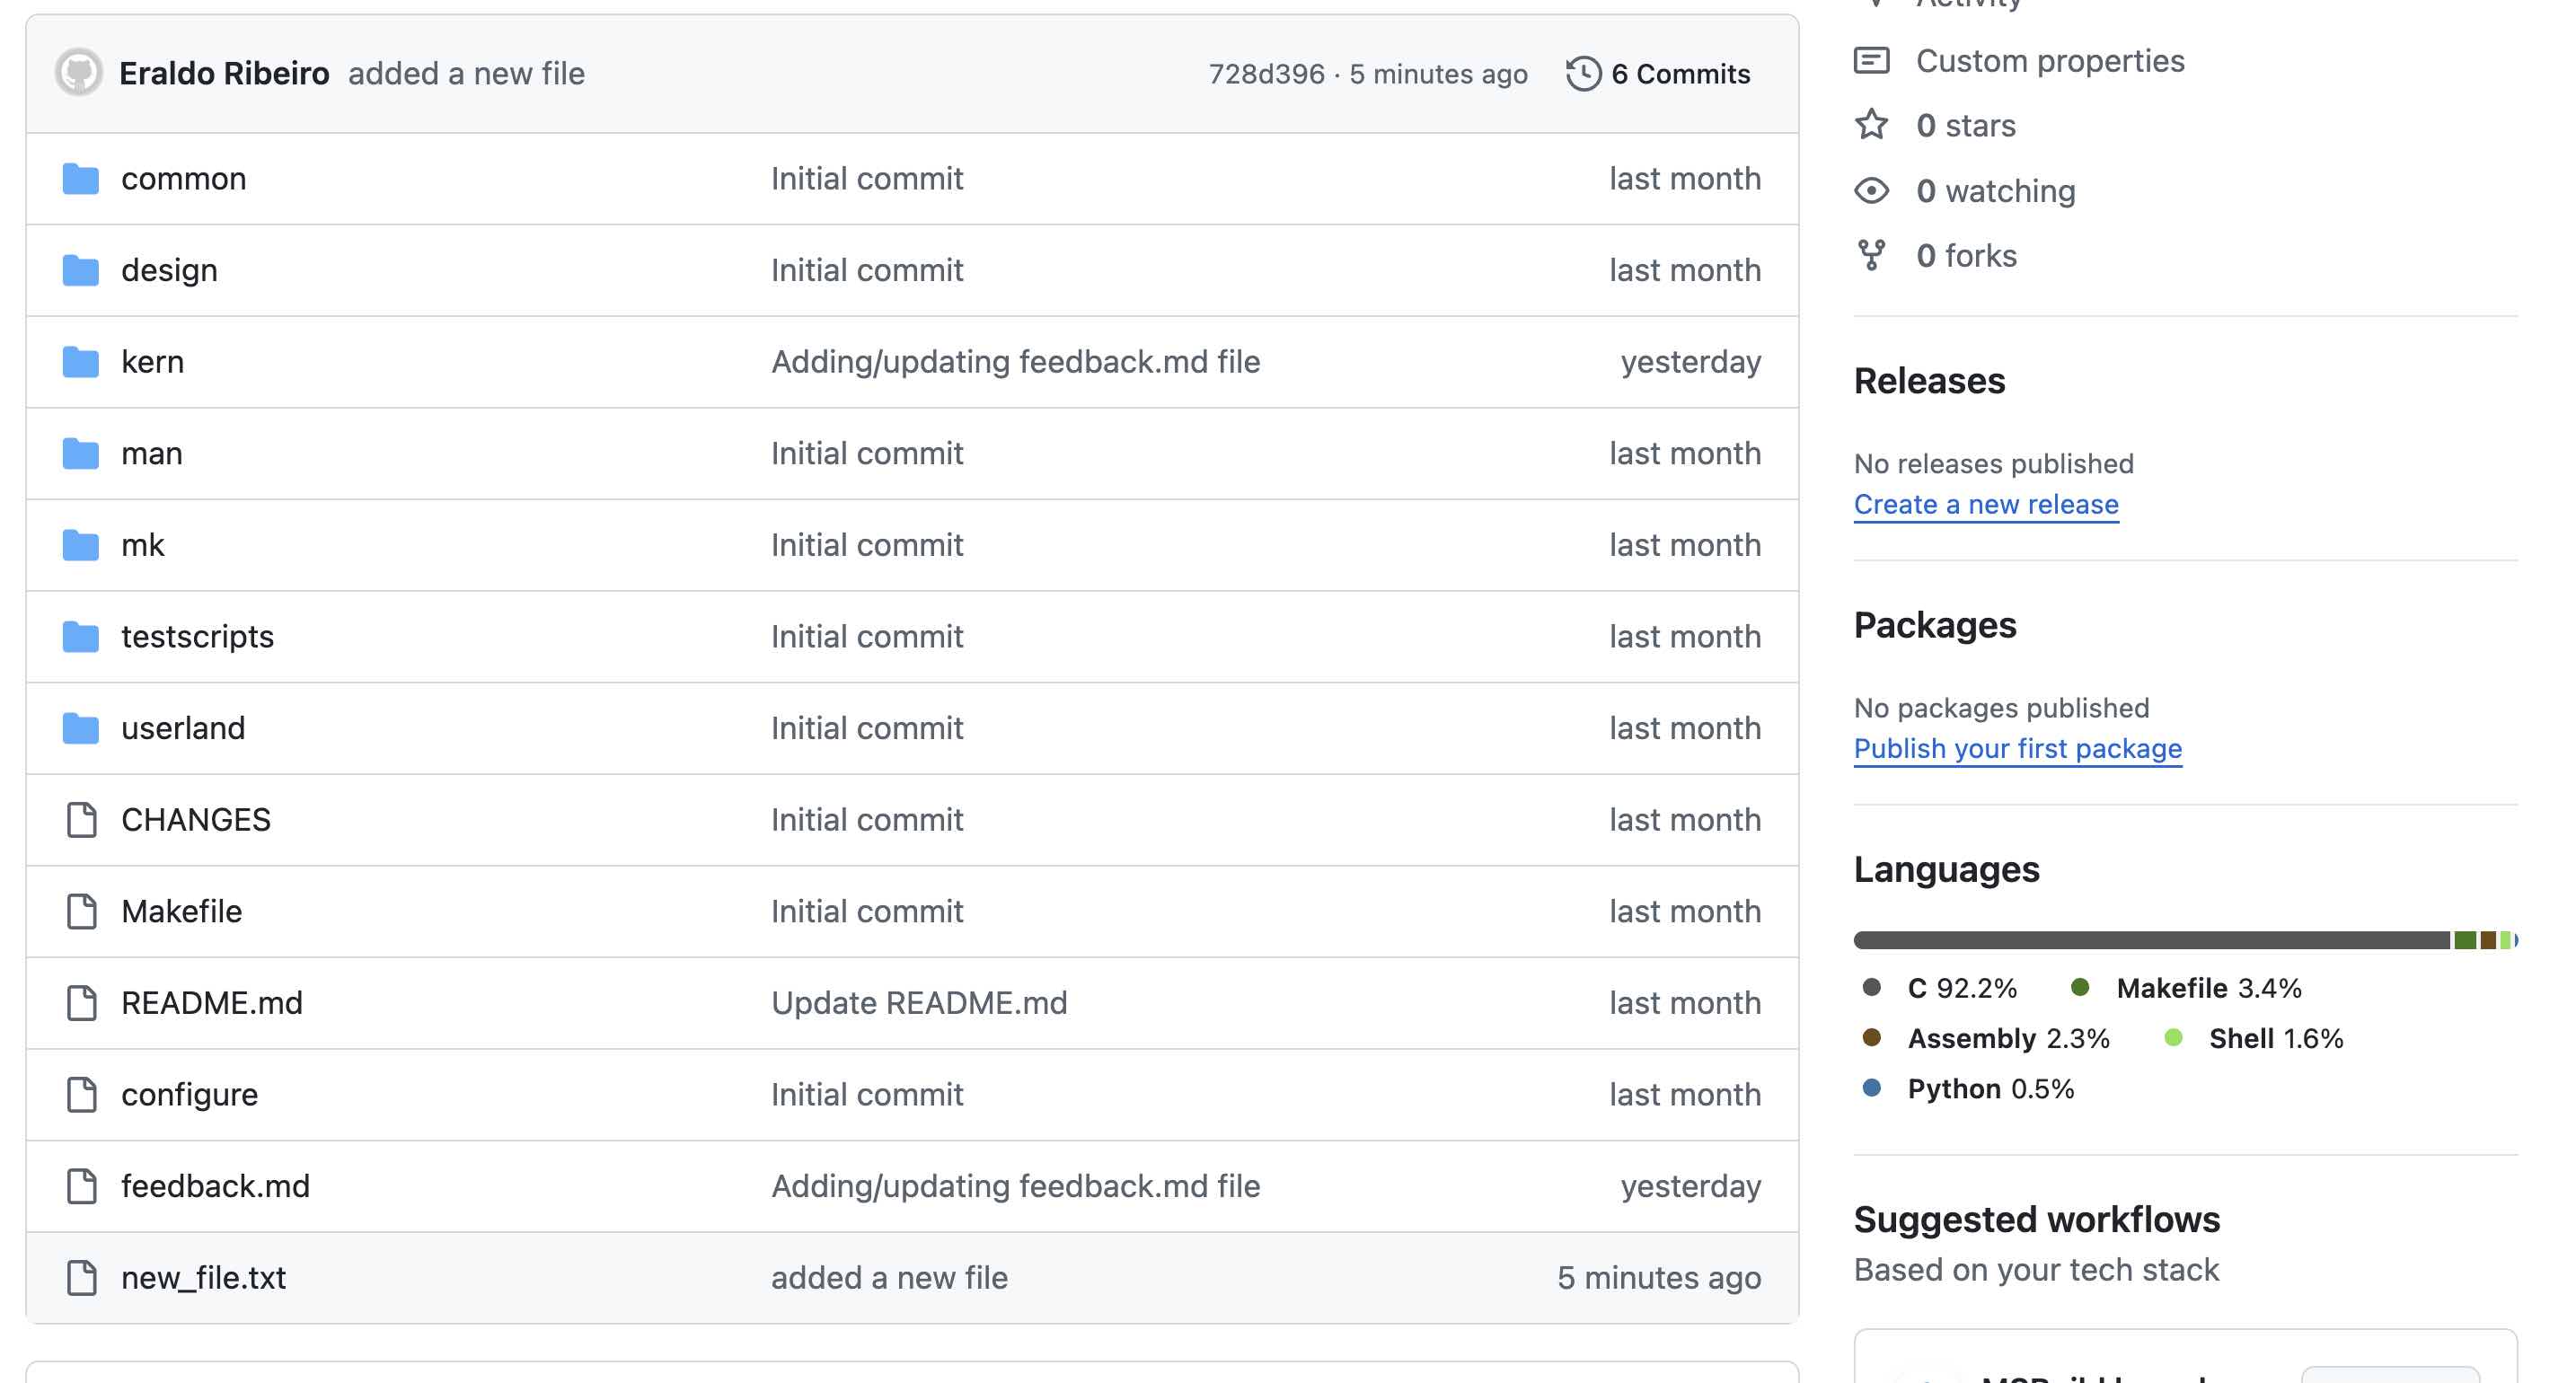 Eraldo Ribeiro added a new file 728d396 · 5 minutes ago 6 Commits
common Initial commit last month
design Initial commit last month
kern Adding/updating feedback.md file yesterday
man Initial commit last month
mk Initial commit last month
testscripts Initial commit last month
userland Initial commit last month
CHANGES Initial commit last month
Makefile Initial commit last month
README.md Update README.md last month
configure Initial commit last month
feedback.md Adding/updating feedback.md file yesterday
new_file.txt added a new file 5 minutes ago
Activity
Custom properties
0 stars
0 watching
0 forks
Releases
No releases published
Create a new release
Packages
No packages published
Publish your first package
Languages
C 92.2% Makefile 3.4%
Assembly 2.3% Shell 1.6%
Python 0.5%
Suggested workflows
Based on your tech stack